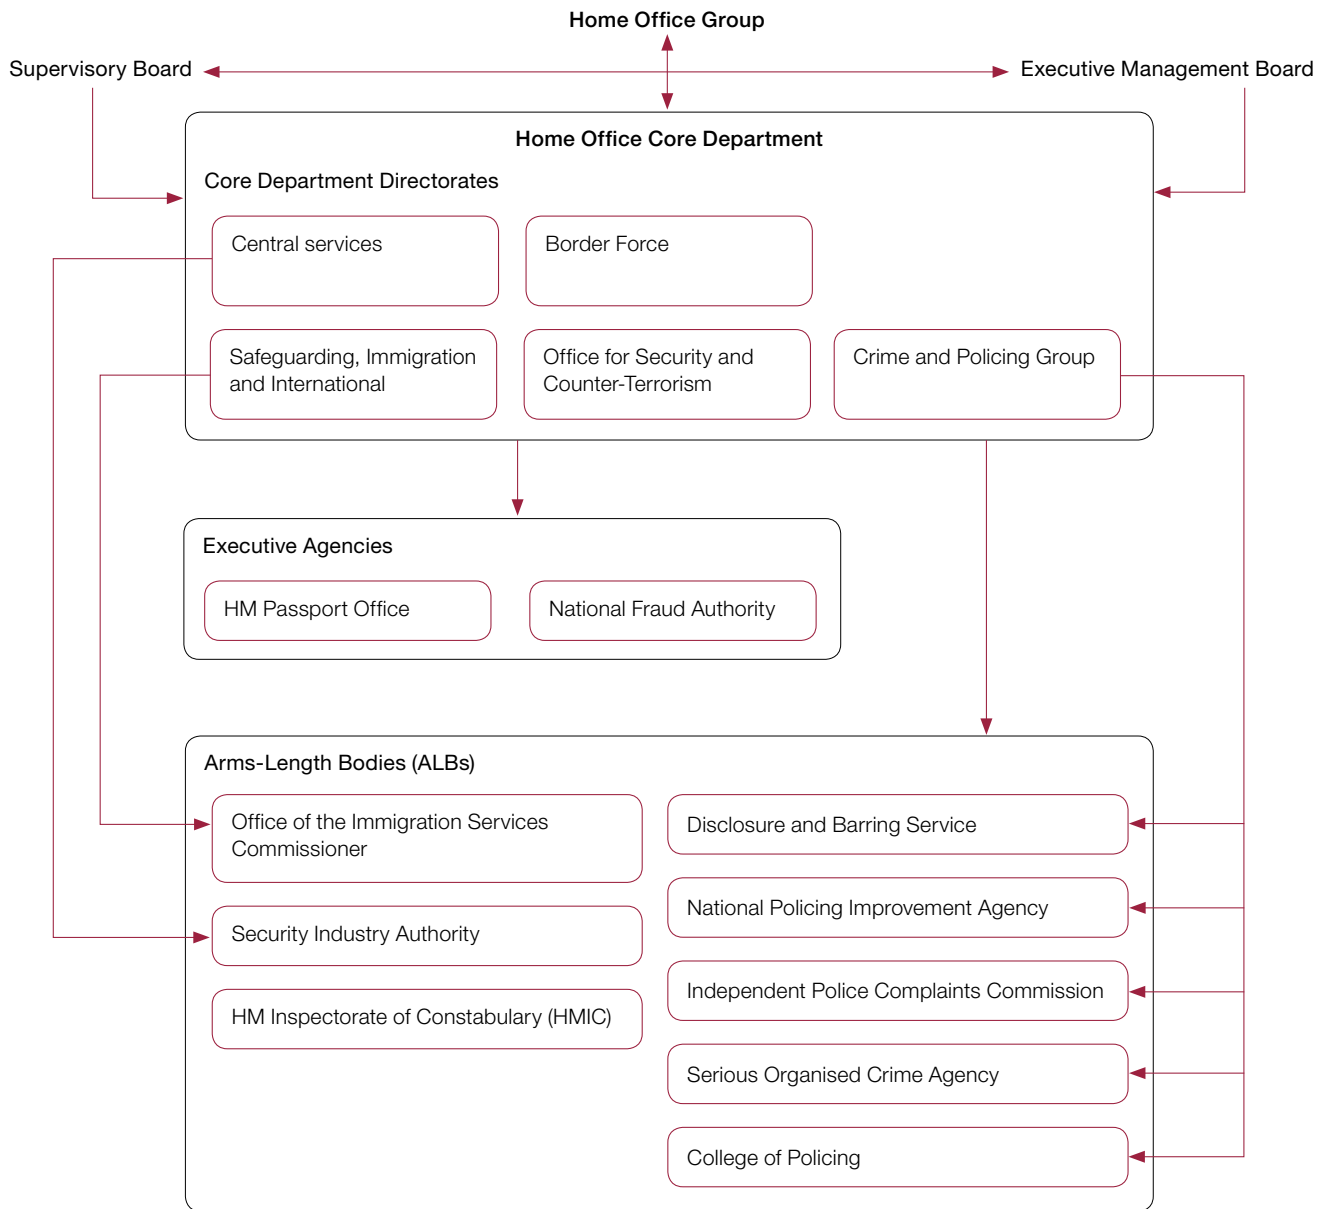 Home Office Group
Supervisory Board
Executive Management Board
Home Office Core Department
Core Department Directorates
Central services
Border Force
Safeguarding, Immigration
and International
Office for Security and
Counter-Terrorism
Crime and Policing Group
Executive Agencies
HM Passport Office
National Fraud Authority
Arms-Length Bodies (ALBs)
Office of the Immigration Services
Commissioner
Security Industry Authority
HM Inspectorate of Constabulary (HMIC)
Disclosure and Barring Service
National Policing Improvement Agency
Independent Police Complaints Commission
Serious Organised Crime Agency
College of Policing